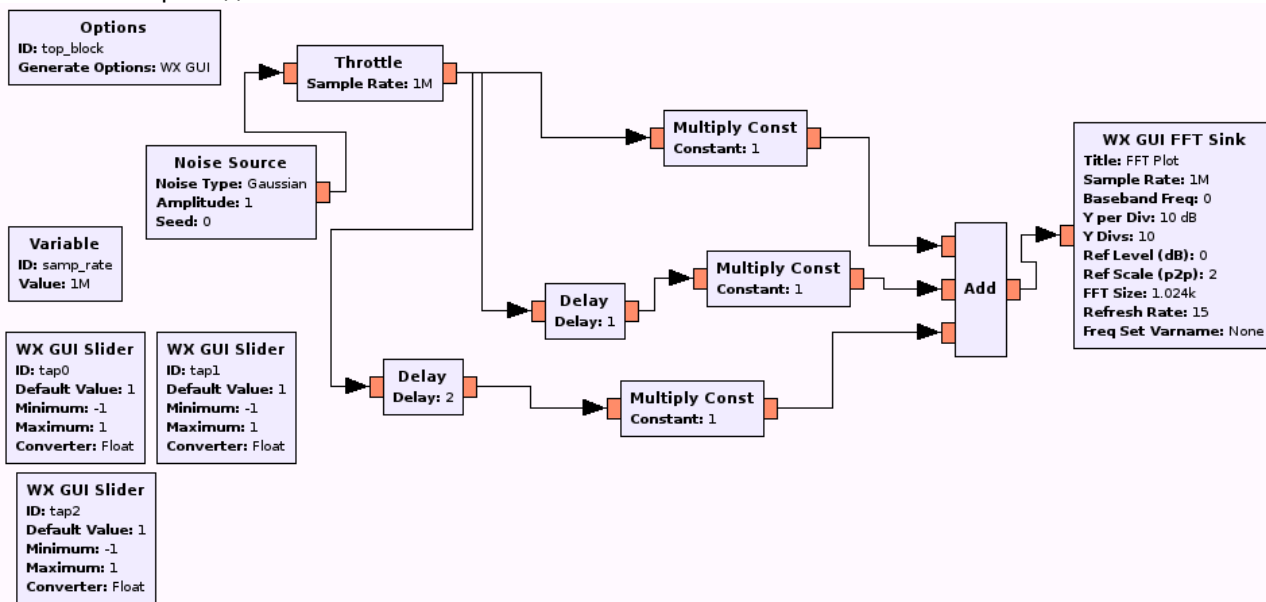 Options
ID: top_block
Generate Options: WX GUI
Throttle
Sample Rate: 1M
Noise Source
Noise Type: Gaussian
Amplitude: 1
Seed: 0
Variable
ID: samp_rate
Value: 1M
WX GUI Slider
ID: tap0
Default Value: 1
Minimum: -1
Maximum: 1
Converter: Float
WX GUI Slider
ID: tap1
Default Value: 1
Minimum: -1
Maximum: 1
Converter: Float
WX GUI Slider
ID: tap2
Default Value: 1
Minimum: -1
Maximum: 1
Converter: Float
Multiply Const
Constant: 1
Delay
Delay: 1
Multiply Const
Constant: 1
Delay
Delay: 2
Multiply Const
Constant: 1
Add
WX GUI FFT Sink
Title: FFT Plot
Sample Rate: 1M
Baseband Freq: 0
Y per Div: 10 dB
Y Divs: 10
Ref Level (dB): 0
Ref Scale (p2p): 2
FFT Size: 1.024k
Refresh Rate: 15
Freq Set Varname: None